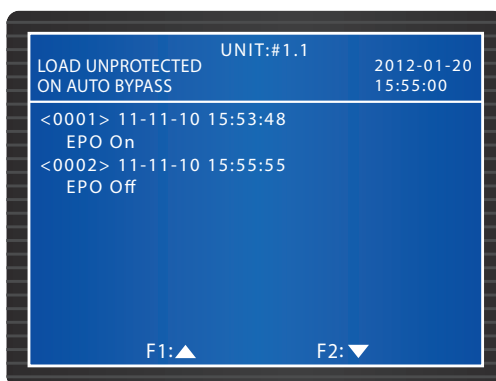 UNIT:#1.1
LOAD UNPROTECTED 2012-01-20
ON AUTO BYPASS 15:55:00
<0001> 11-11-10 15:53:48
EPO On
<0002> 11-11-10 15:55:55
EPO Off
F1:▲ F2:▼